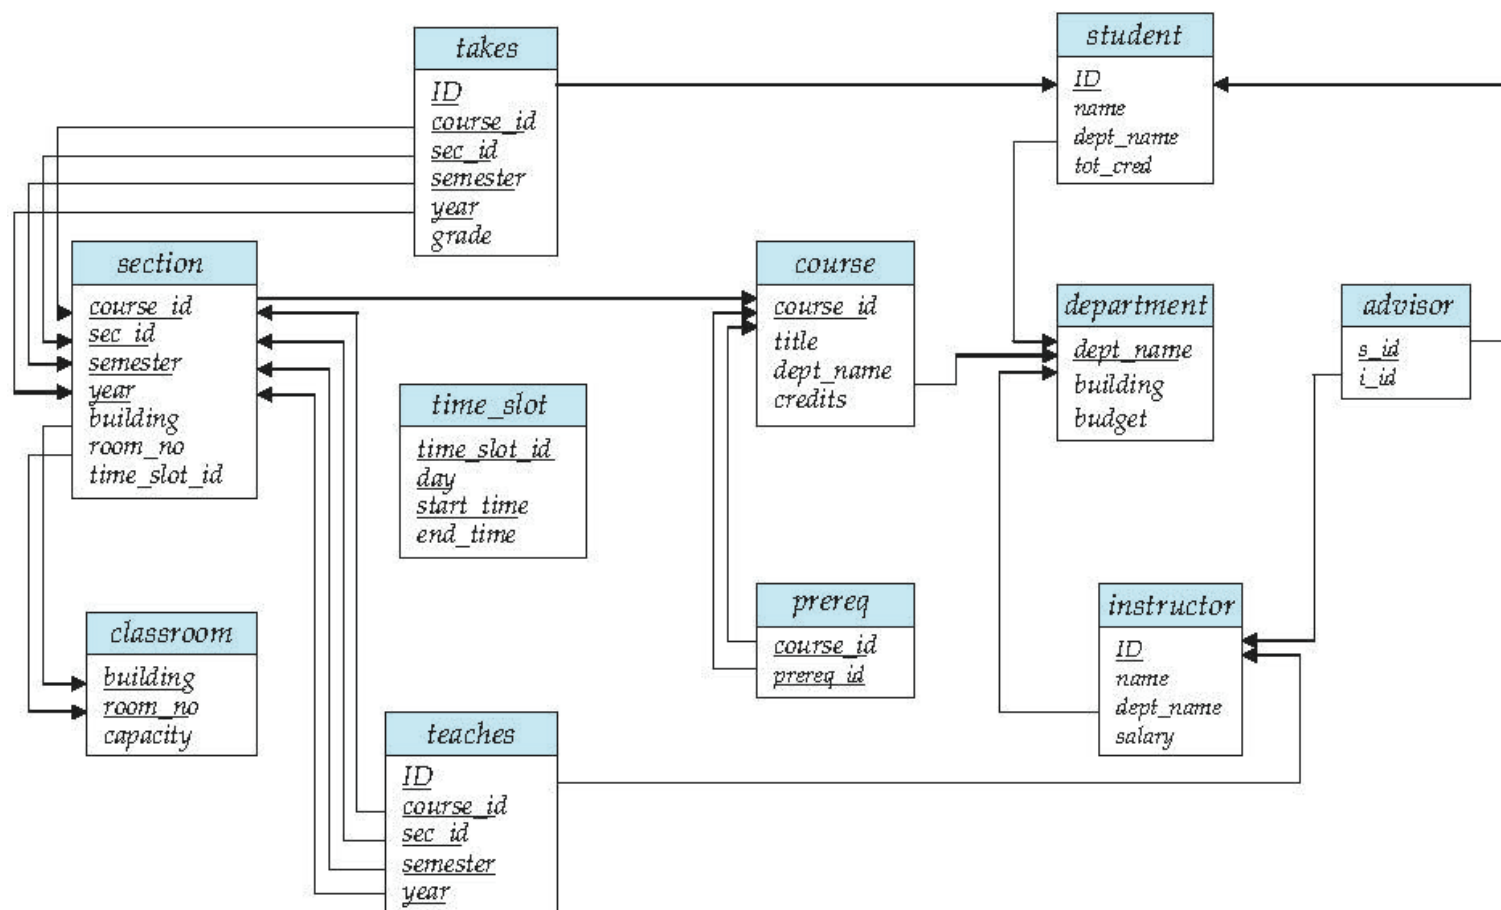 takes
ID
course_id
sec_id
semester
year
grade
student
ID
name
dept_name
tot_cred
section
course_id
sec_id
semester
year
building
room_no
time_slot_id
course
course_id
title
dept_name
credits
department
dept_name
building
budget
advisor
s_id
i_id
time_slot
time_slot_id
day
start_time
end_time
prereq
course_id
prereq_id
instructor
ID
name
dept_name
salary
classroom
building
room_no
capacity
teaches
ID
course_id
sec_id
semester
year